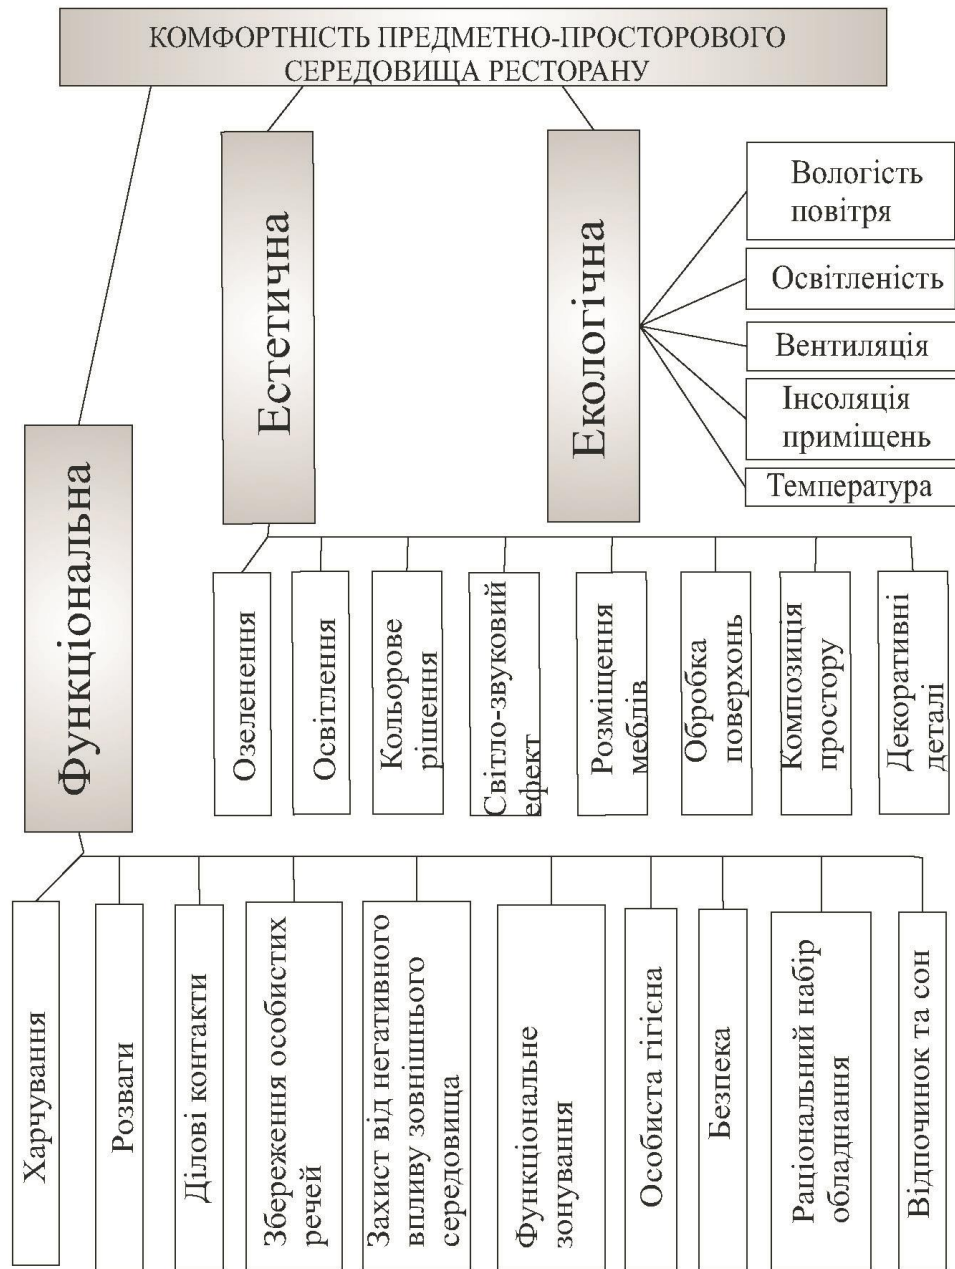 КОМФОРТНІСТЬ ПРЕДМЕТНО-ПРОСТОРОВОГО
СЕРЕДОВИЩА РЕСТОРАНУ
Функціональна
Естетична
Екологічна
Вологість
повітря
Освітленість
Вентиляція
Інсоляція
приміщень
Температура
Озеленення
Освітлення
Кольорове
рішення
Світло-звуковий
ефект
Розміщення
меблів
Обробка
поверхонь
Композиція
простору
Декоративні
деталі
Харчування
Розваги
Ділові контакти
Збереження особистих
речей
Захист від негативного
впливу зовнішнього
середовища
Функціональне
зонування
Особиста гігієна
Безпека
Раціональний набір
обладнання
Відпочинок та сон